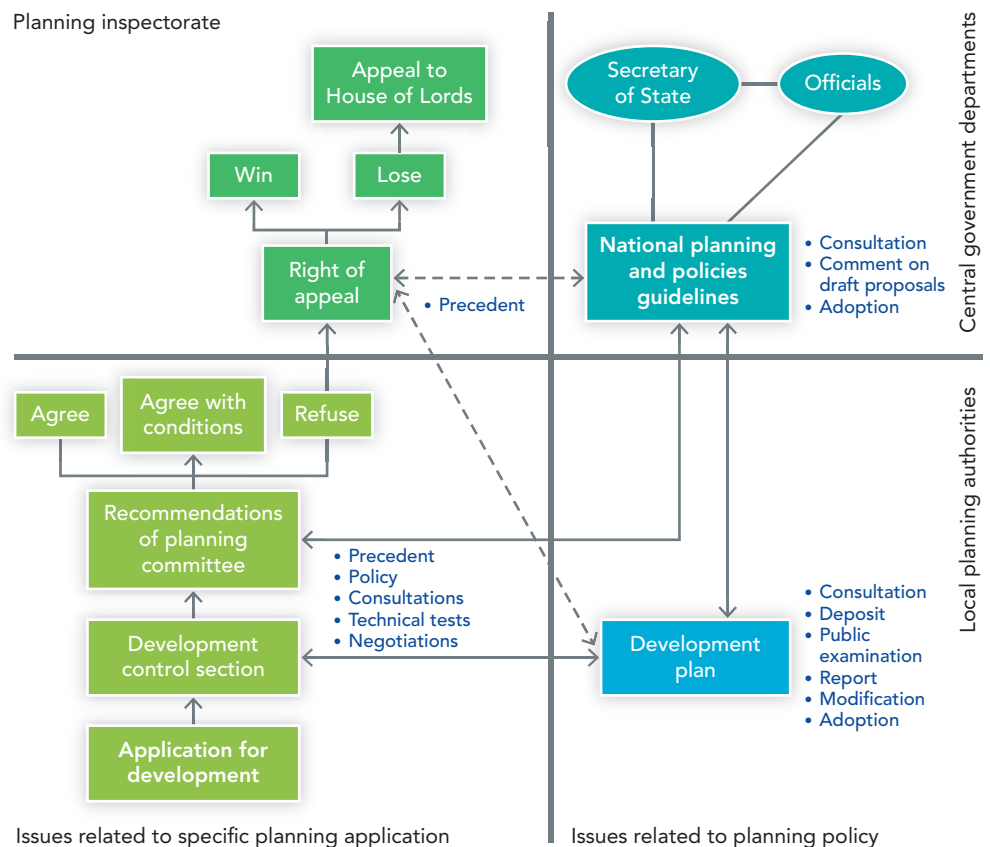 Planning inspectorate
Appeal to
House of Lords
Win
Lose
Right of
appeal
• Precedent
Secretary
of State
Officials
National planning
and policies
guidelines
• Consultation
• Comment on
draft proposals
• Adoption
Central government departments
Agree
Agree with
conditions
Refuse
Recommendations
of planning
committee
• Precedent
• Policy
• Consultations
• Technical tests
• Negotiations
Development
control section
Application for
development
Development
plan
• Consultation
• Deposit
• Public
examination
• Report
• Modification
• Adoption
Local planning authorities
Issues related to specific planning application
Issues related to planning policy